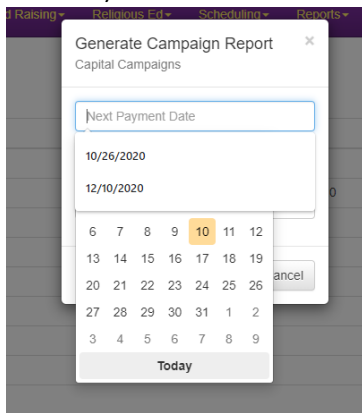 d Raising Religious Ed Scheduling Reports
Generate Campaign Report ×
Capital Campaigns
Next Payment Date
10/26/2020
12/10/2020
0
6 7 8 9 10 11 12
13 14 15 16 17 18 19
20 21 22 23 24 25 26
ancel
27 28 29 30 31 1 2
3 4 5 6 7 8 9
Today